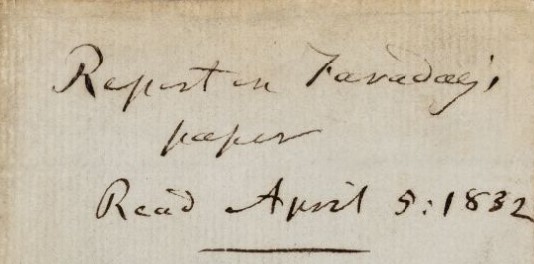 Report on Faraday's
paper
Read April 5: 1832